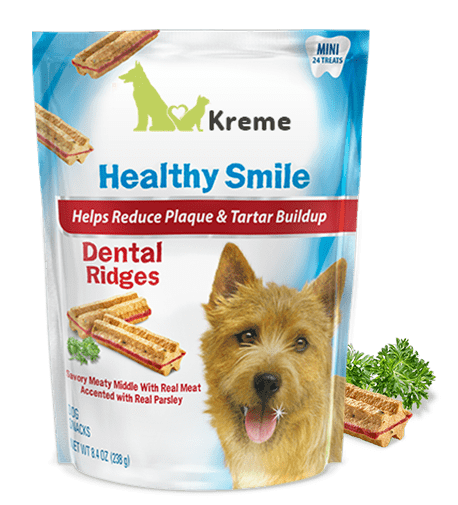 MINI
24 TREATS
Kreme
Healthy Smile
Helps Reduce Plaque & Tartar Buildup
Dental
Ridges
Savory Meaty Middle With Real Meat
Accented with Real Parsley
DOG
SNACKS
NET WT 8.4 OZ (238 g)